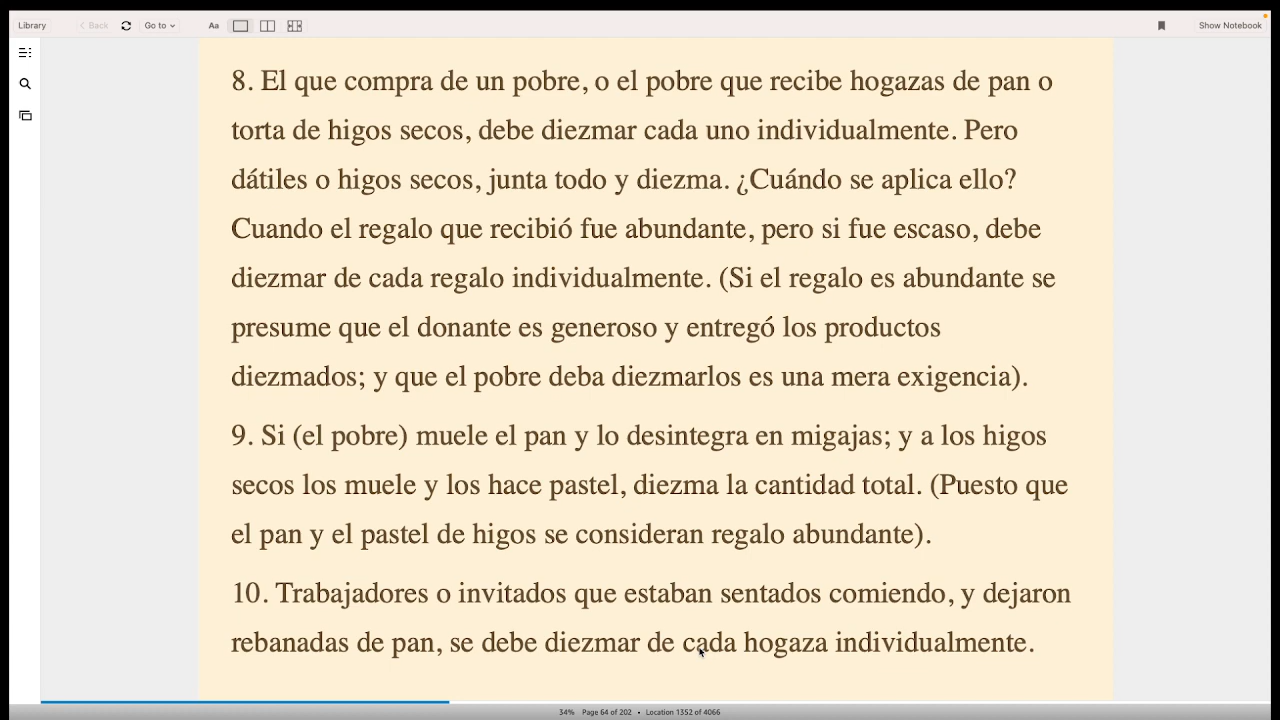 Library
Back
Go to
Aa
Show Notebook
8. El que compra de un pobre, o el pobre que recibe hogazas de pan o
torta de higos secos, debe diezmar cada uno individualmente. Pero
dátiles o higos secos, junta todo y diezma. ¿Cuándo se aplica ello?
Cuando el regalo que recibió fue abundante, pero si fue escaso, debe
diezmar de cada regalo individualmente. (Si el regalo es abundante se
presume que el donante es generoso y entregó los productos
diezmados; y que el pobre deba diezmarlos es una mera exigencia).
9. Si (el pobre) muele el pan y lo desintegra en migajas; y a los higos
secos los muele y los hace pastel, diezma la cantidad total. (Puesto que
el pan y el pastel de higos se consideran regalo abundante).
10. Trabajadores o invitados que estaban sentados comiendo, y dejaron
rebanadas de pan, se debe diezmar de cada hogaza individualmente.
34% Page 64 of 202 • Location 1352 of 4066